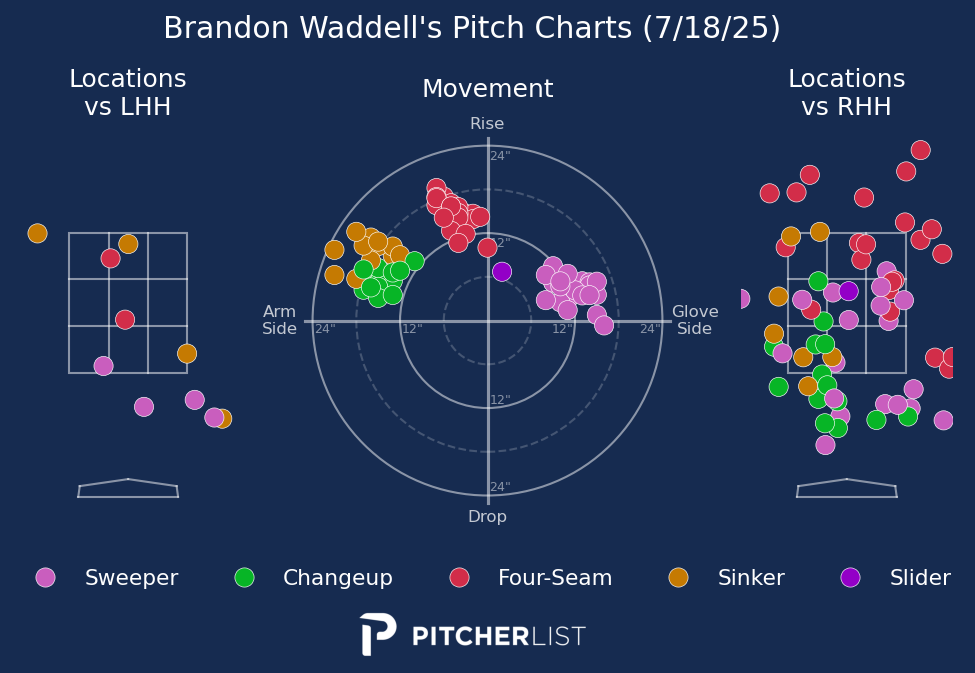 Brandon Waddell's Pitch Charts (7/18/25)
Locations
vs LHH
Movement
Locations
vs RHH
Rise
24"
12"
Arm
Side
24"
12"
12"
24"
Glove
Side
12"
24"
Drop
Sweeper
Changeup
Four-Seam
Sinker
Slider
PITCHERLIST